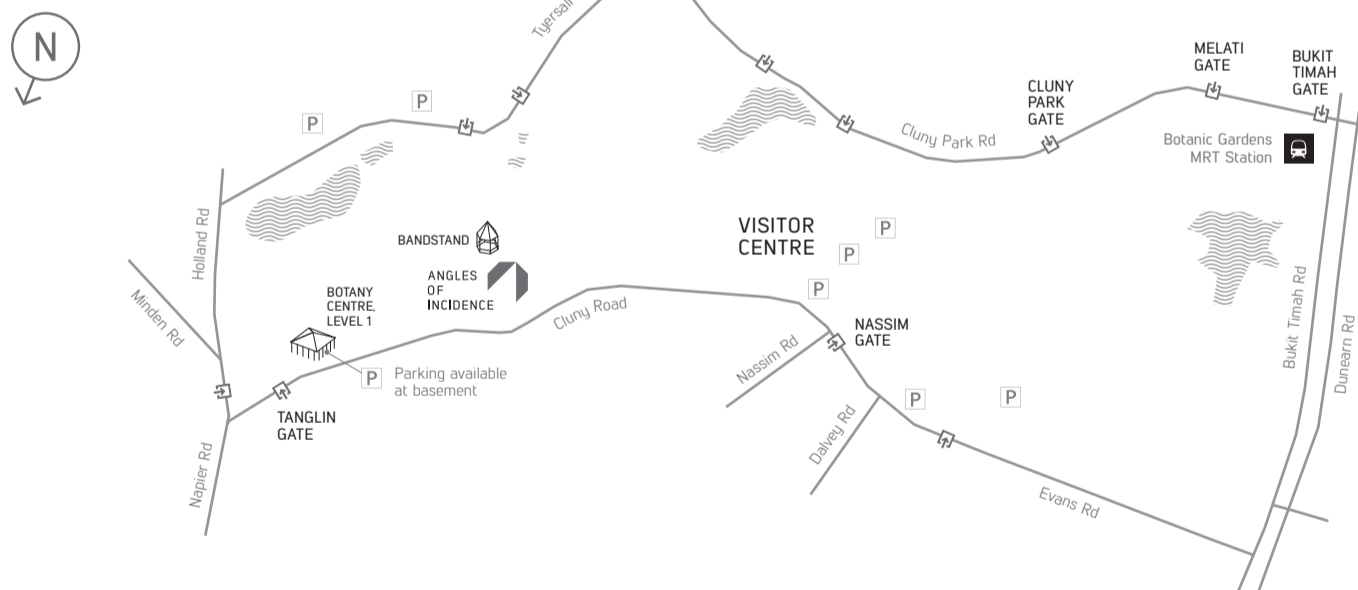 N
Tyersall
P
P
MELATI
GATE
BUKIT
TIMAH
GATE
CLUNY
PARK
GATE
Cluny Park Rd
Botanic Gardens
MRT Station
Holland Rd
BANDSTAND
VISITOR
CENTRE
P
P
P
ANGLES
OF
INCIDENCE
BOTANY
CENTRE,
LEVEL 1
Minden Rd
Cluny Road
NASSIM
GATE
Nassim Rd
Bukit Timah Rd
Dunearn Rd
P
Parking available
at basement
TANGLIN
GATE
P
P
Dalvey Rd
Napier Rd
Evans Rd